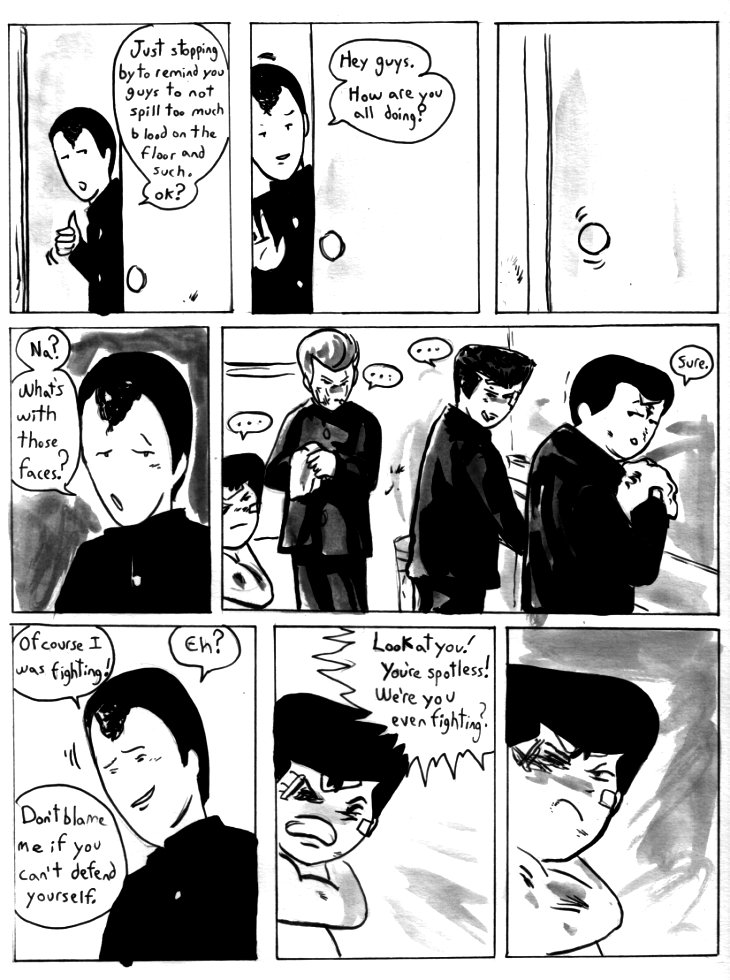 Hey guys.
How are you
all doing?
Just stopping
by to remind you
guys to not
spill too much
blood on the
floor and
such.
ok?
Sure.
...
...
...
Na?
What's
with
those
faces?
Look at you!
You're spotless!
We're you
even fighting?
Eh?
Of course I
was fighting!
Don't blame
me if you
can't defend
yourself.